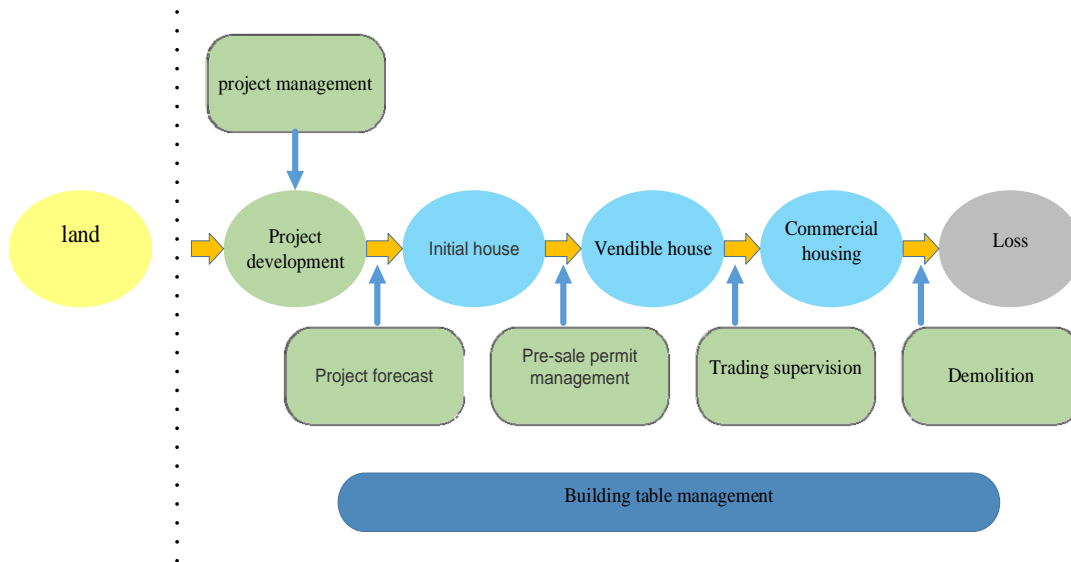 project management
land
Project
development
Initial house
Vendible house
Commercial
housing
Loss
Project forecast
Pre-sale permit
management
Trading supervision
Demolition
Building table management